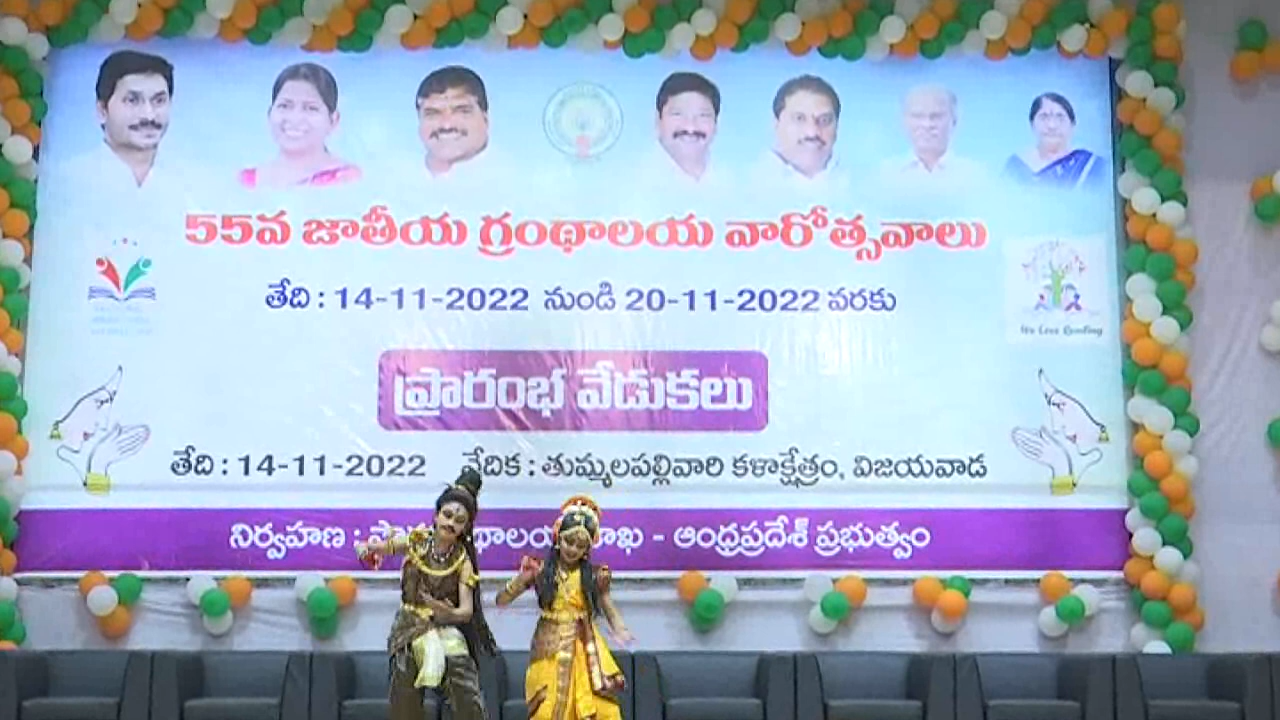 55వ జాతీయ గ్రంథాలయ వారోత్సవాలు
తేది : 14-11-2022 నుండి 20-11-2022 వరకు
We Love Reading
ప్రారంభ వేడుకలు
తేది : 14-11-2022 వేదిక : తుమ్మలపల్లివారి కళాక్షేత్రం, విజయవాడ
నిర్వహణ : - ఆంధ్రప్రదేశ్ ప్రభుత్వం